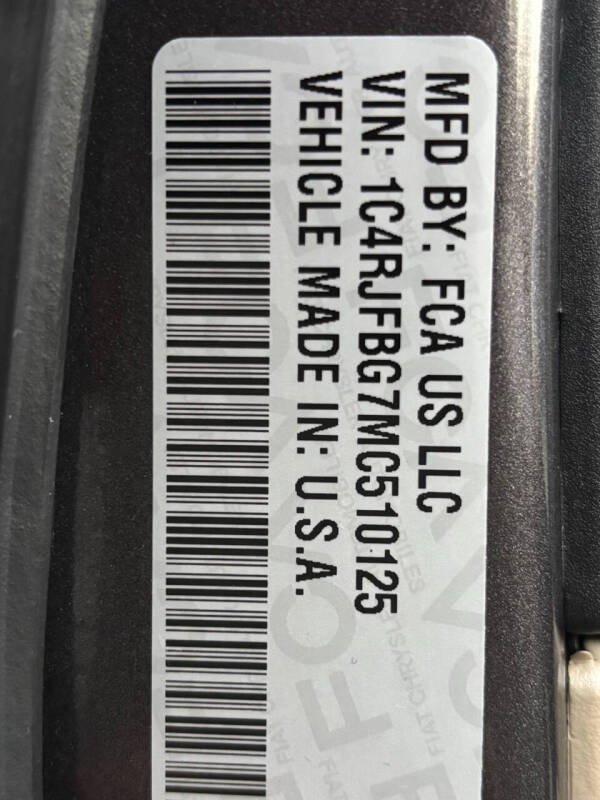 MFD BY: FCA US LLC
VIN: 1C4RJFBG7MC510125
VEHICLE MADE IN: U.S.A.